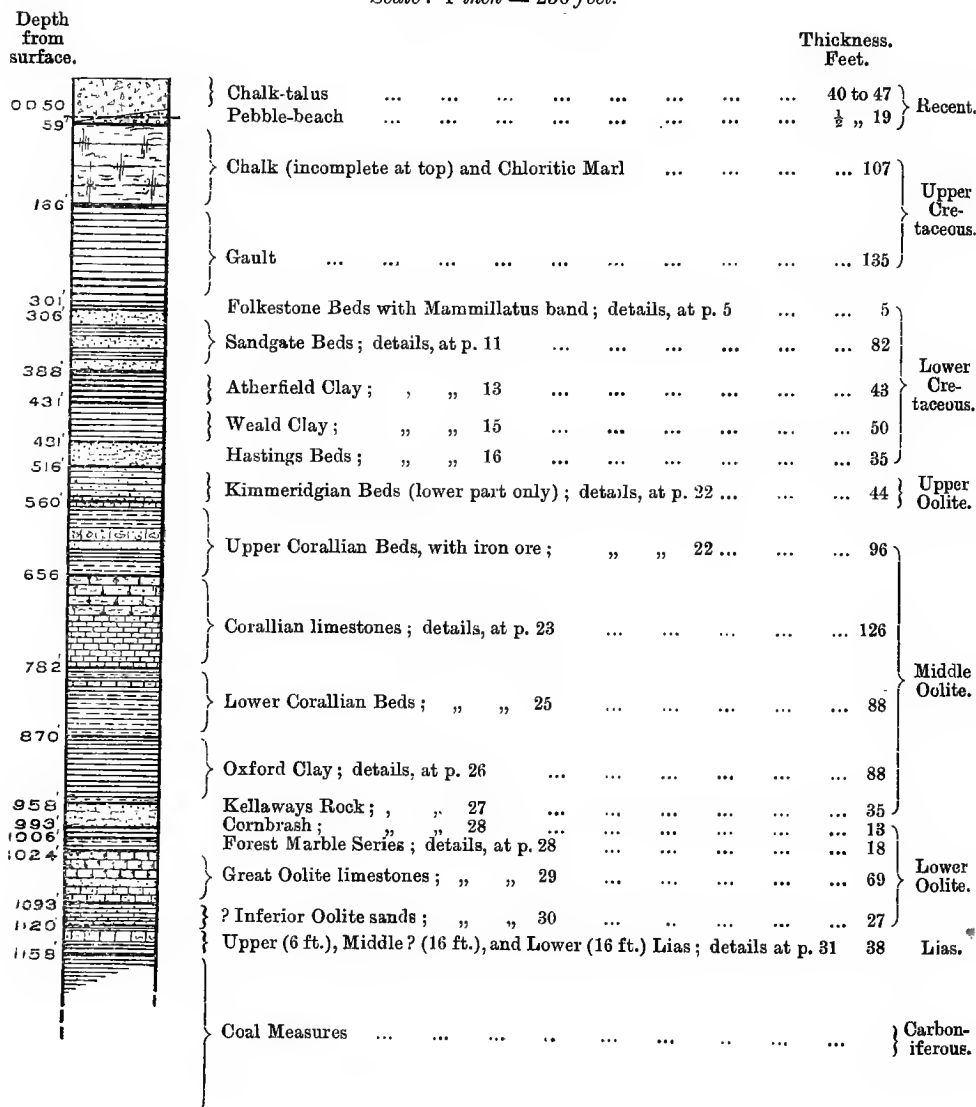 Scale: 1 inch = 250 feet.
Depth from surface.
Thickness. Feet.
O D 50
59
166
301
306
388
431
481
516
560
656
782
870
958
993
1006
1024
1093
1120
1158
Chalk-talus ... ... ... ... ... ... ... ... 40 to 47
Pebble-beach ... ... ... ... ... ... ... ... ½ „ 19
Recent.
Chalk (incomplete at top) and Chloritic Marl ... ... ... ... 107
Gault ... ... ... ... ... ... ... ... ... ... 135
Upper Cre-
taceous.
Folkestone Beds with Mammillatus band; details, at p. 5 ... ... 5
Sandgate Beds; details, at p. 11 ... ... ... ... ... ... 82
Atherfield Clay; , „ 13 ... ... ... ... ... ... 43
Weald Clay; „ „ 15 ... ... ... ... ... ... 50
Hastings Beds; „ „ 16 ... ... ... ... ... ... 35
Lower Cre-
taceous.
Kimmeridgian Beds (lower part only); details, at p. 22 ... ... ... 44
Upper Oolite.
Upper Corallian Beds, with iron ore; „ „ 22 ... ... ... 96
Corallian limestones; details, at p. 23 ... ... ... ... ... 126
Lower Corallian Beds; „ „ 25 ... ... ... ... ... 88
Oxford Clay; details, at p. 26 ... ... ... ... ... ... 88
Kellaways Rock; , „ 27 ... ... ... ... ... ... 35
Middle Oolite.
Cornbrash; „ „ 28 ... ... ... ... ... ... 13
Forest Marble Series; details, at p. 28 ... ... ... ... ... 18
Great Oolite limestones; „ „ 29 ... ... ... ... ... 69
? Inferior Oolite sands; „ „ 30 ... .. ... ... ... ... 27
Lower Oolite.
Upper (6 ft.), Middle? (16 ft.), and Lower (16 ft.) Lias; details at p. 31 38
Lias.
Coal Measures ... ... ... .. ... ... .. ... ...
Carbon-
iferous.